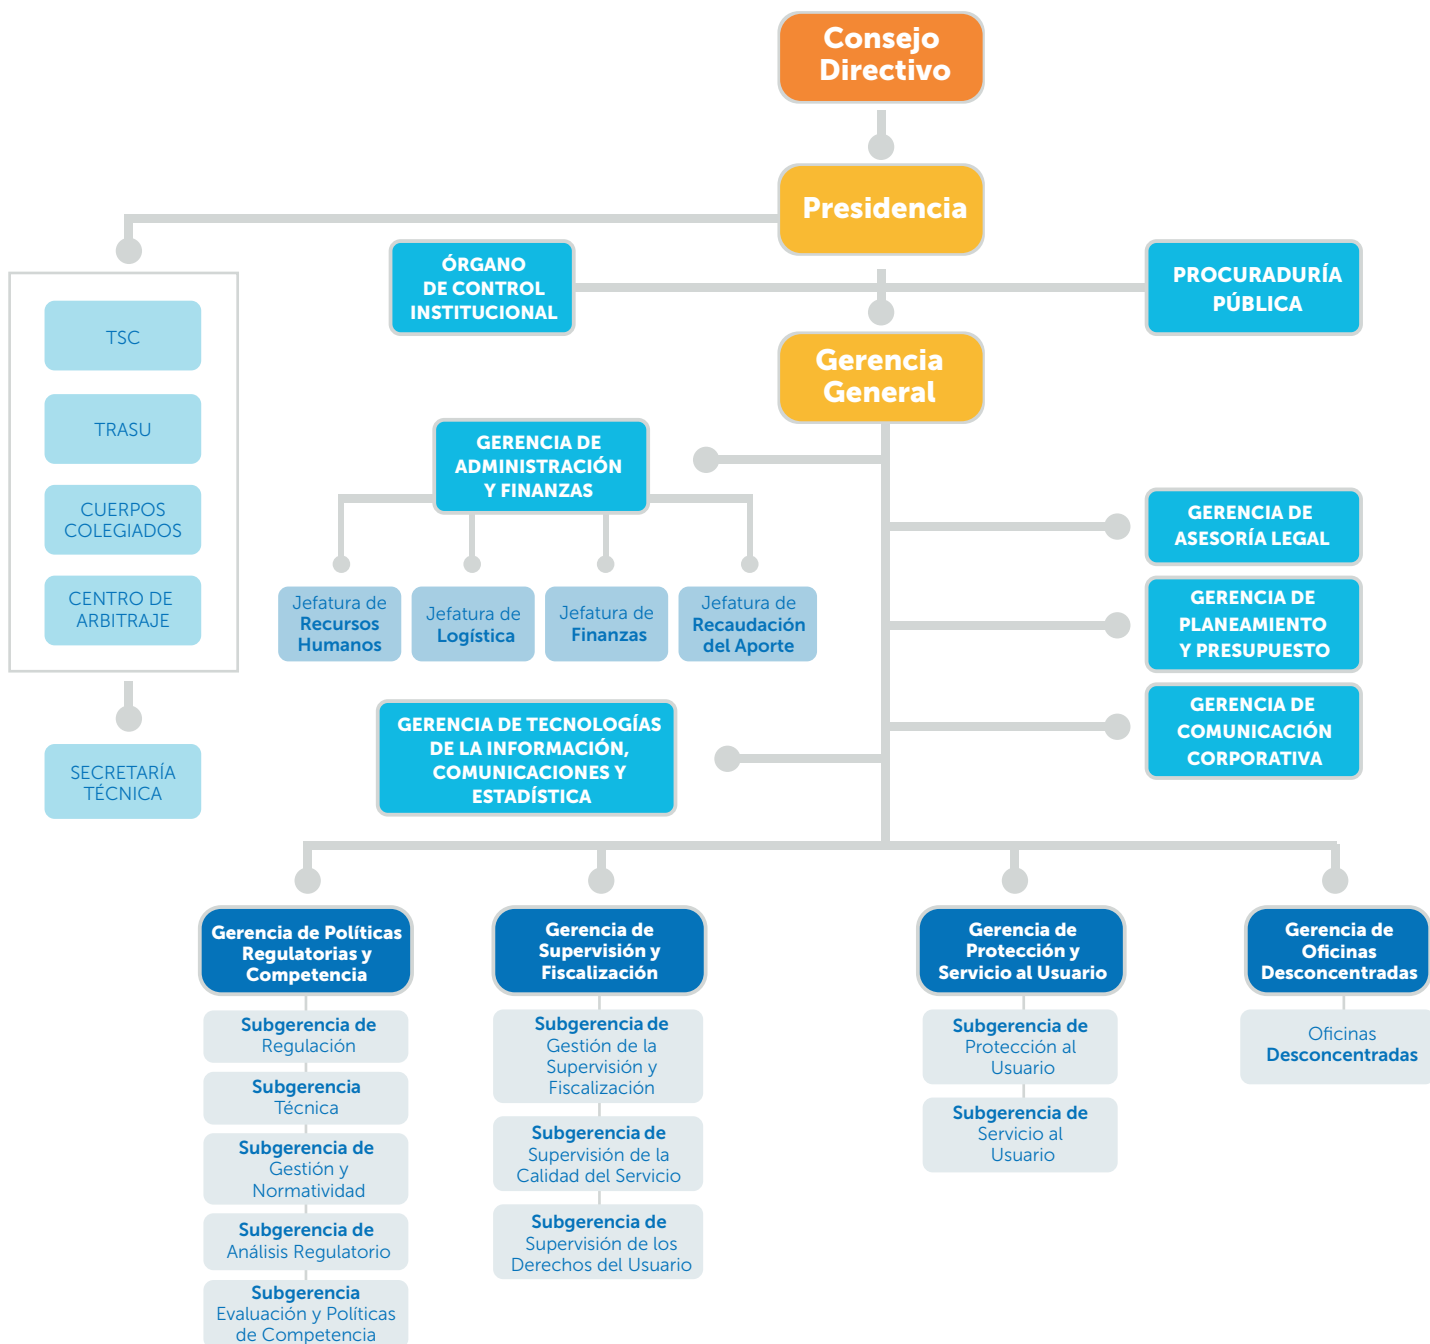 Consejo
Directivo
Presidencia
ÓRGANO
DE CONTROL
INSTITUCIONAL
PROCURADURÍA
PÚBLICA
TSC
TRASU
CUERPOS
COLEGIADOS
CENTRO DE
ARBITRAJE
SECRETARÍA
TÉCNICA
Gerencia
General
GERENCIA DE
ADMINISTRACIÓN
Y FINANZAS
Jefatura de
Recursos
Humanos
Jefatura de
Logística
Jefatura de
Finanzas
Jefatura de
Recaudación
del Aporte
GERENCIA DE
ASESORÍA LEGAL
GERENCIA DE
PLANEAMIENTO
Y PRESUPUESTO
GERENCIA DE
COMUNICACIÓN
CORPORATIVA
GERENCIA DE TECNOLOGÍAS
DE LA INFORMACIÓN,
COMUNICACIONES Y
ESTADÍSTICA
Gerencia de Políticas
Regulatorias y
Competencia
Subgerencia de
Regulación
Subgerencia
Técnica
Subgerencia de
Gestión y
Normatividad
Subgerencia de
Análisis Regulatorio
Subgerencia
Evaluación y Políticas
de Competencia
Gerencia de
Supervisión y
Fiscalización
Subgerencia de
Gestión de la
Supervisión y
Fiscalización
Subgerencia de
Supervisión de la
Calidad del Servicio
Subgerencia de
Supervisión de los
Derechos del Usuario
Gerencia de
Protección y
Servicio al Usuario
Subgerencia de
Protección al
Usuario
Subgerencia de
Servicio al
Usuario
Gerencia de
Oficinas
Desconcentradas
Oficinas
Desconcentradas